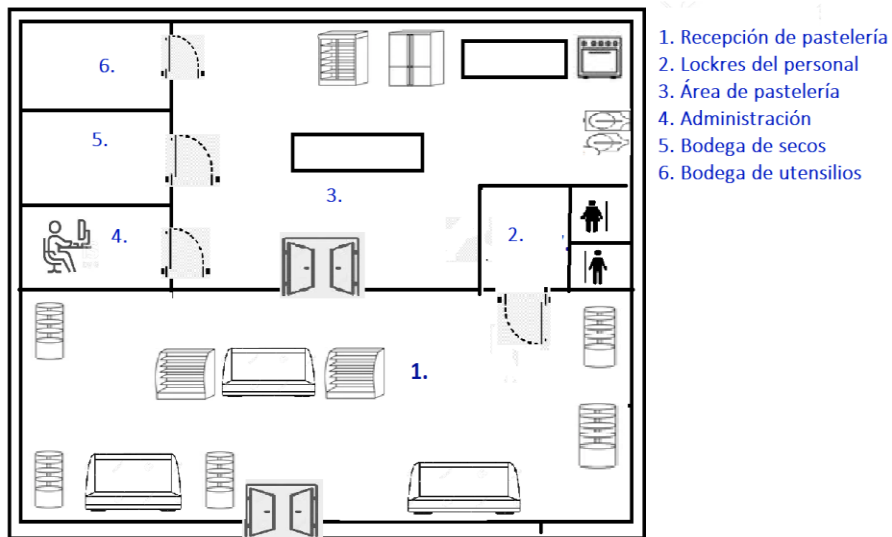 6.
5.
4.
3.
2.
1.
1. Recepción de pastelería
2. Lockres del personal
3. Área de pastelería
4. Administración
5. Bodega de secos
6. Bodega de utensilios